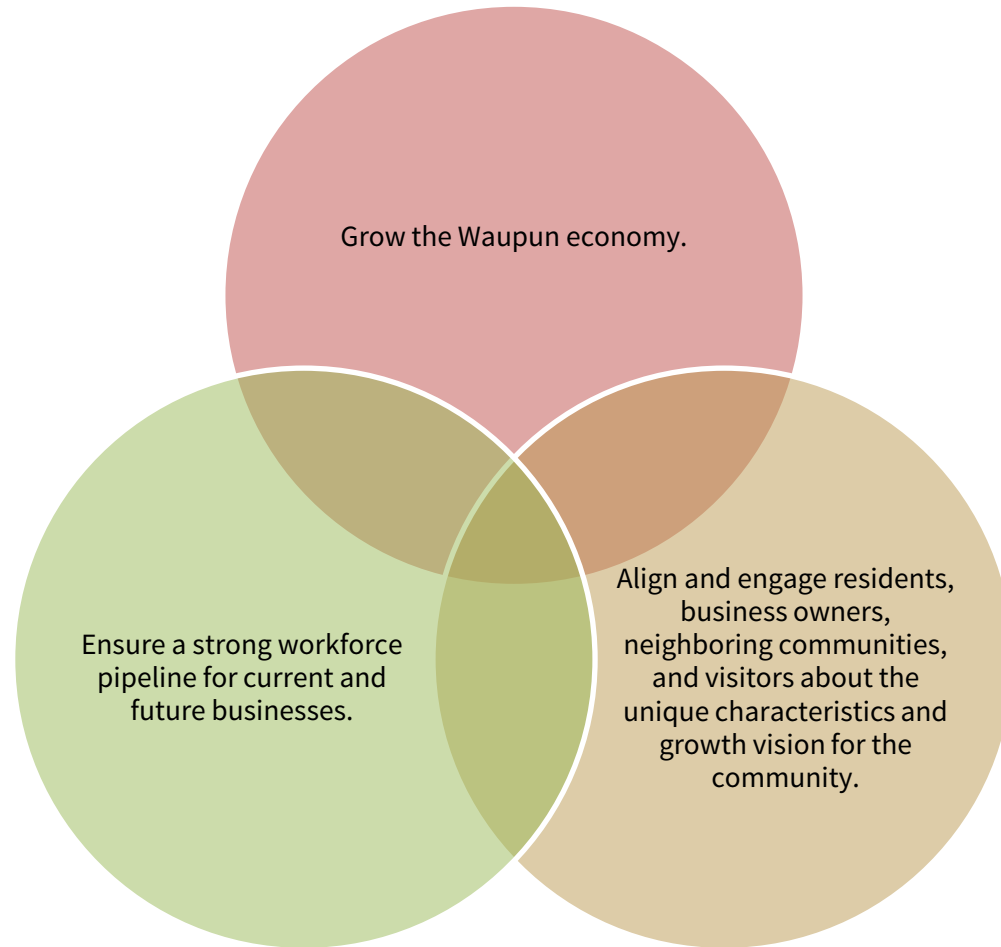 Grow the Waupun economy.
Ensure a strong workforce
pipeline for current and
future businesses.
Align and engage residents,
business owners,
neighboring communities,
and visitors about the
unique characteristics and
growth vision for the
community.